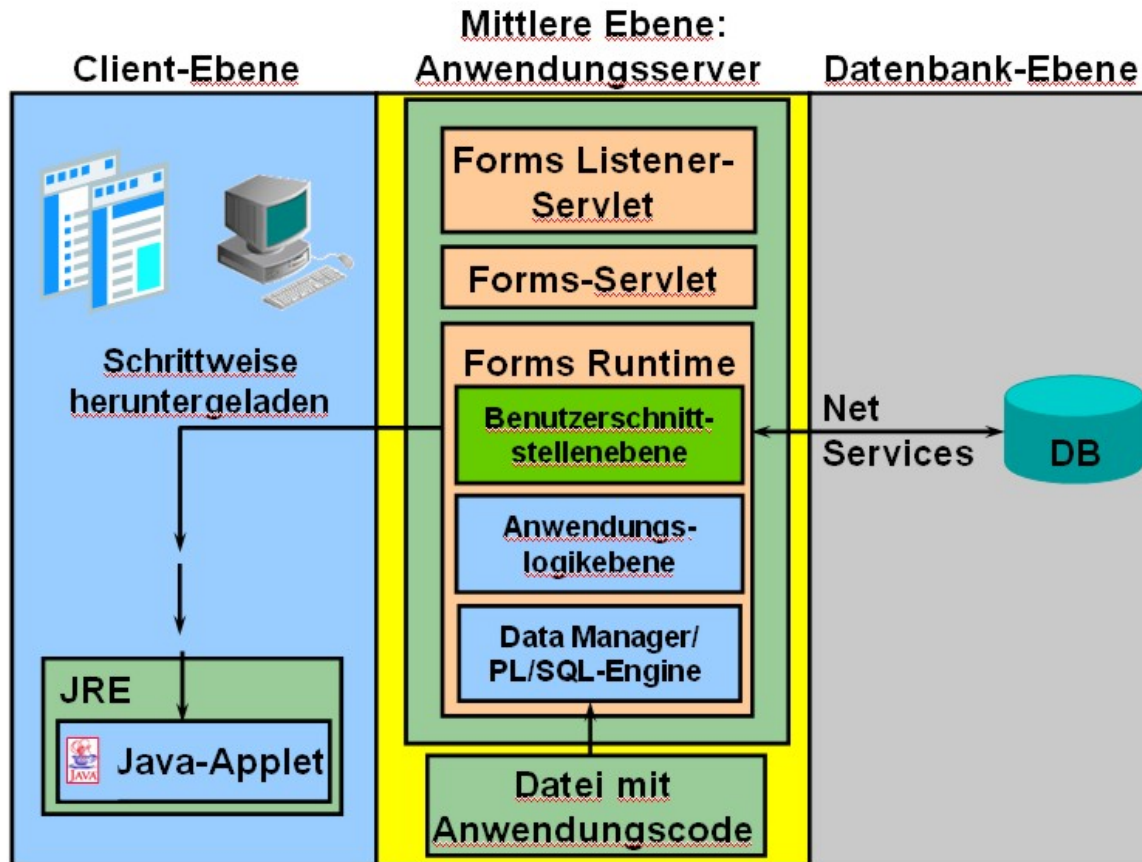 Client-Ebene
Mittlere Ebene:
Anwendungsserver
Datenbank-Ebene
Schrittweise
heruntergeladen
JRE
JAVA
Java-Applet
Forms Listener-
Servlet
Forms-Servlet
Forms Runtime
Benutzerschnitt-
stellenebene
Anwendungs-
logikebene
Data Manager/
PL/SQL-Engine
Datei mit
Anwendungscode
Net
Services
DB